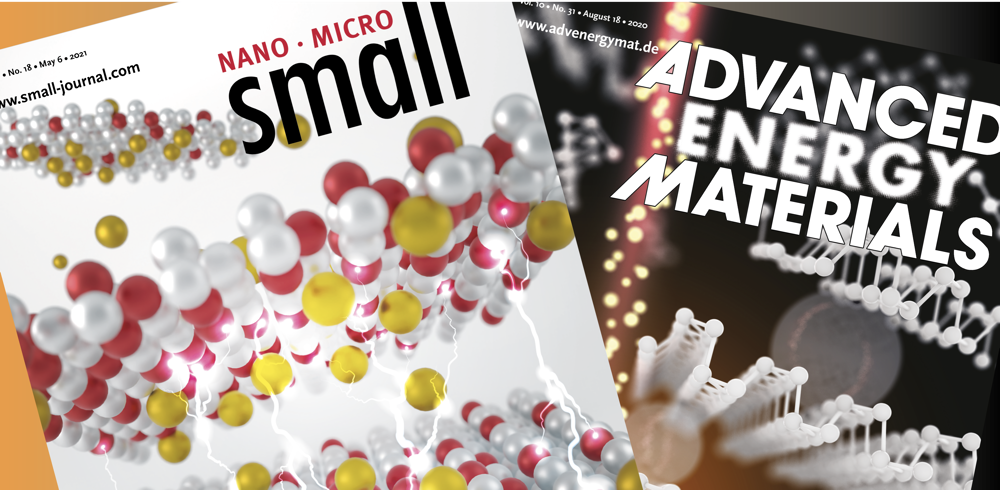 • No. 18 • May 6 • 2021
www.small-journal.com
NANO • MICRO
small
Vol. 10 • No. 31 • August 18 • 2020
www.advenergymat.de
ADVANCED
ENERGY
MATERIALS